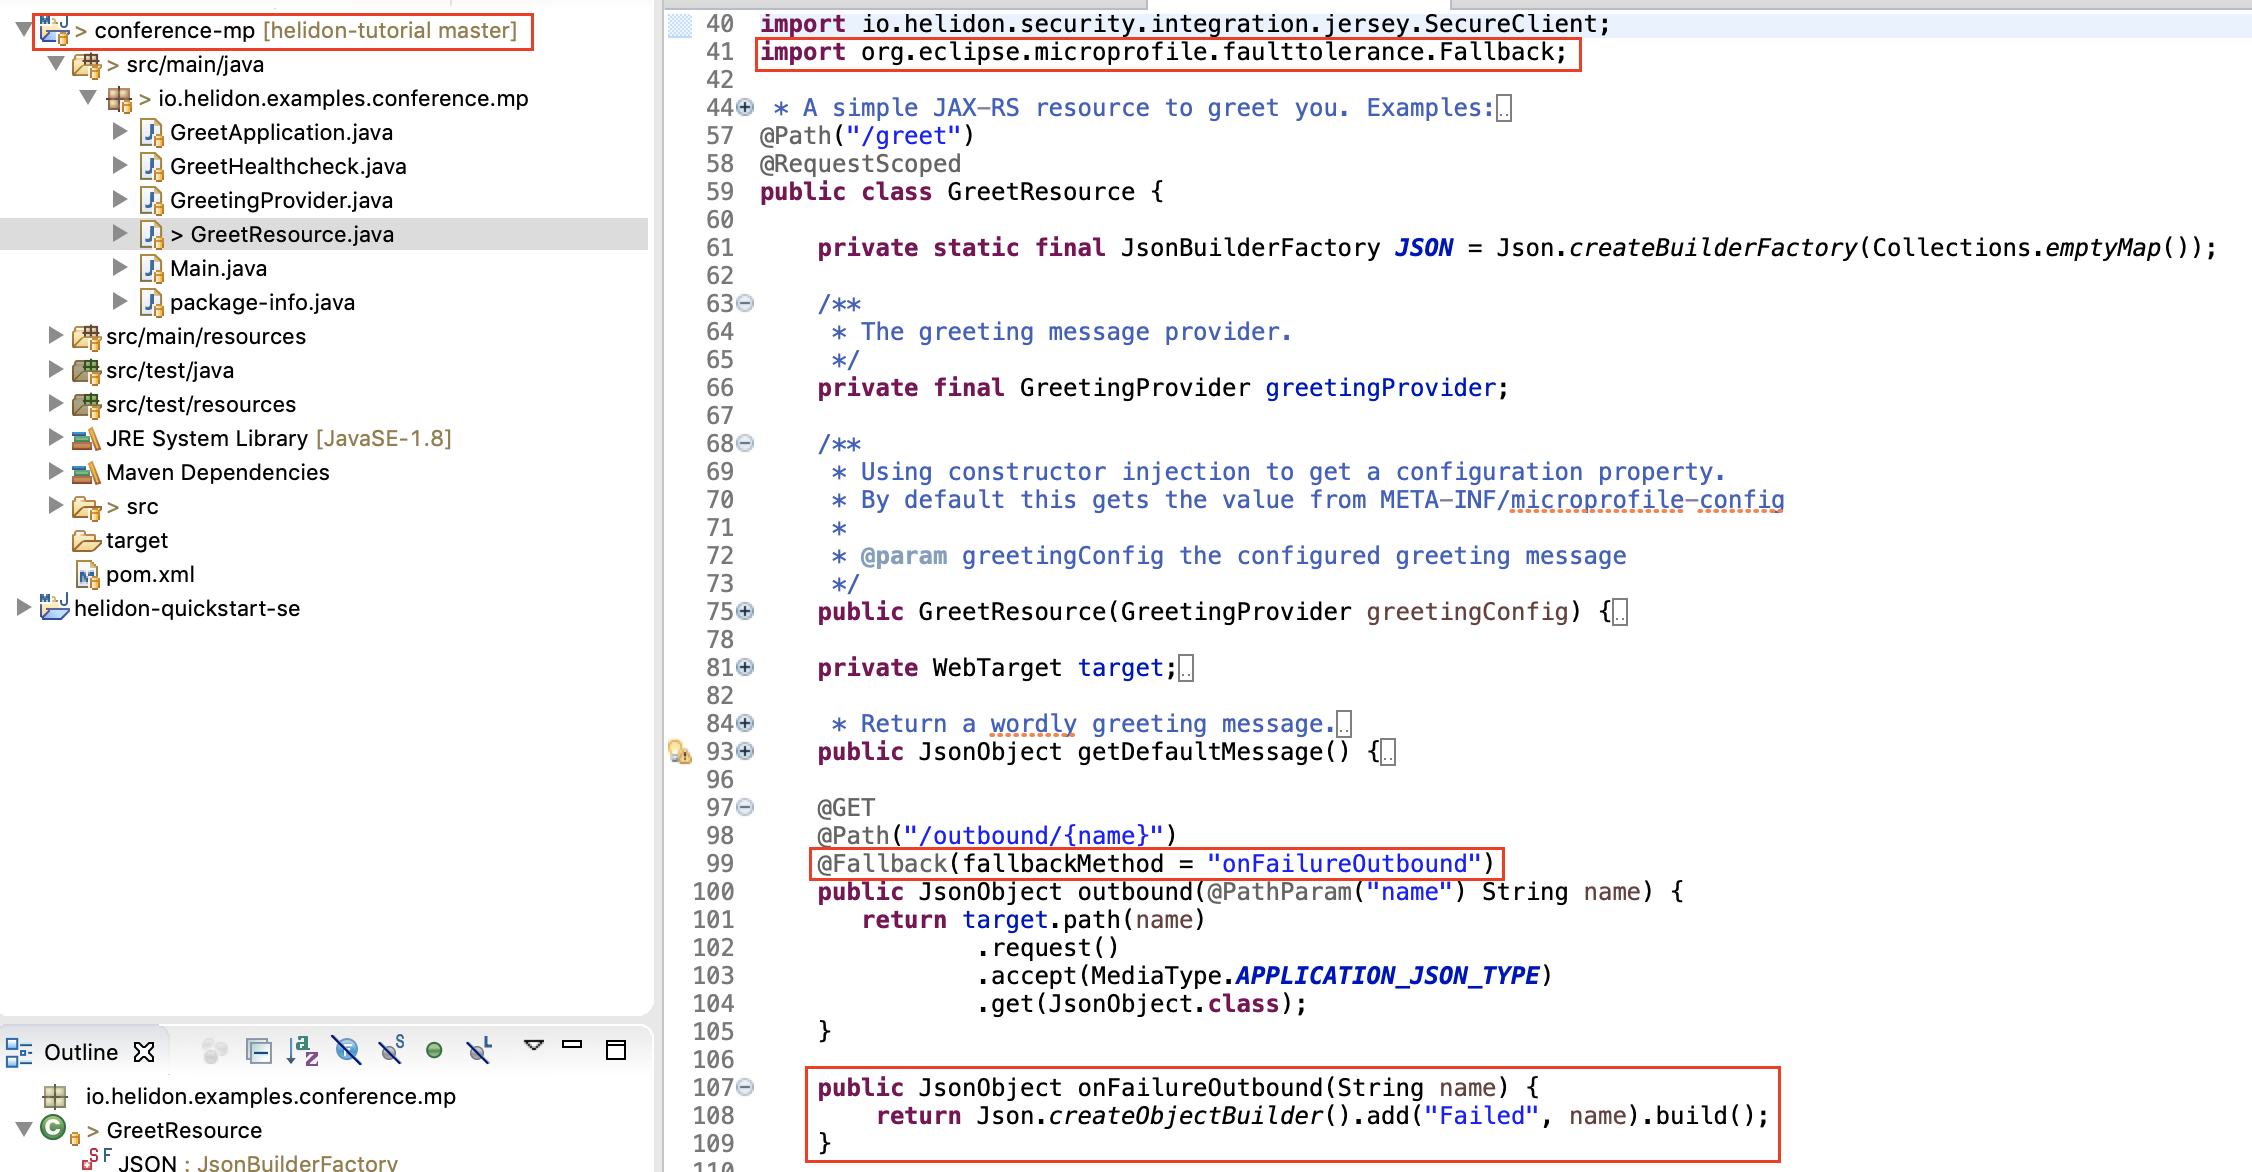 > conference-mp [helidon-tutorial master]
> src/main/java
> io.helidon.examples.conference.mp
GreetApplication.java
GreetHealthcheck.java
GreetingProvider.java
> GreetResource.java
Main.java
package-info.java
src/main/resources
src/test/java
src/test/resources
JRE System Library [JavaSE-1.8]
Maven Dependencies
> src
target
pom.xml
helidon-quickstart-se
Outline
io.helidon.examples.conference.mp
> GreetResource
JSON : JsonBuilderFactory
40 import io.helidon.security.integration.jersey.SecureClient;
41 import org.eclipse.microprofile.faulttolerance.Fallback;
42
44 * A simple JAX-RS resource to greet you. Examples:
57 @Path("/greet")
58 @RequestScoped
59 public class GreetResource {
60
61 private static final JsonBuilderFactory JSON = Json.createBuilderFactory(Collections.emptyMap());
62
63 /**
64 * The greeting message provider.
65 */
66 private final GreetingProvider greetingProvider;
67
68 /**
69 * Using constructor injection to get a configuration property.
70 * By default this gets the value from META-INF/microprofile-config
71 *
72 * @param greetingConfig the configured greeting message
73 */
75 public GreetResource(GreetingProvider greetingConfig) {
78
81 private WebTarget target;
82
84 * Return a wordly greeting message.
93 public JsonObject getDefaultMessage() {
96
97 @GET
98 @Path("/outbound/{name}")
99 @Fallback(fallbackMethod = "onFailureOutbound")
100 public JsonObject outbound(@PathParam("name") String name) {
101 return target.path(name)
102 .request()
103 .accept(MediaType.APPLICATION_JSON_TYPE)
104 .get(JsonObject.class);
105 }
106
107 public JsonObject onFailureOutbound(String name) {
108 return Json.createObjectBuilder().add("Failed", name).build();
109 }
110